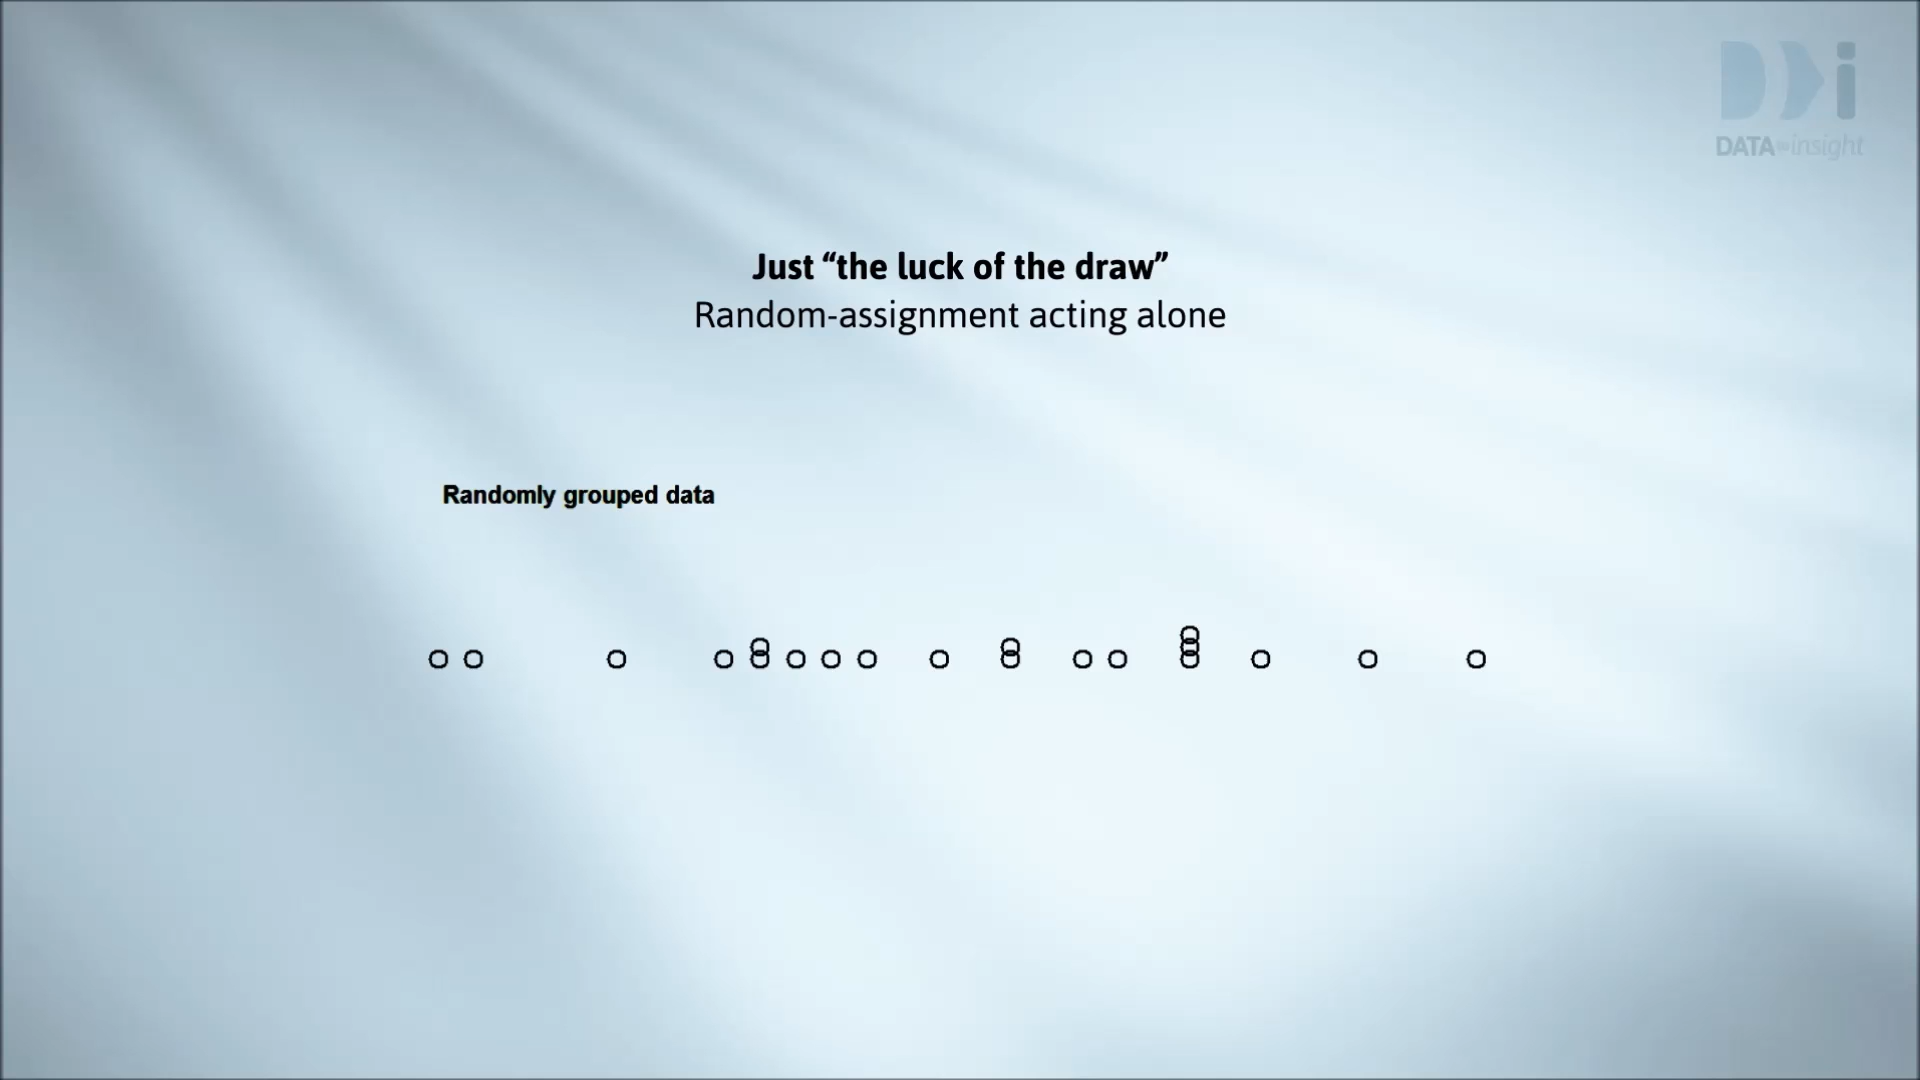 DATA insight
Just “the luck of the draw”
Random-assignment acting alone
Randomly grouped data